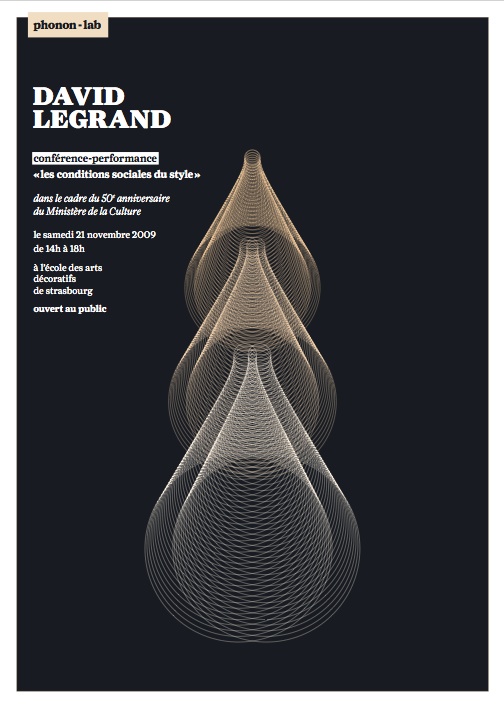 phonon-lab
DAVID
LEGRAND
conférence-performance
«les conditions sociales du style»
dans le cadre du 50e anniversaire
du Ministère de la Culture
le samedi 21 novembre 2009
de 14h à 18h
à l'école des arts
décoratifs
de strasbourg
ouvert au public